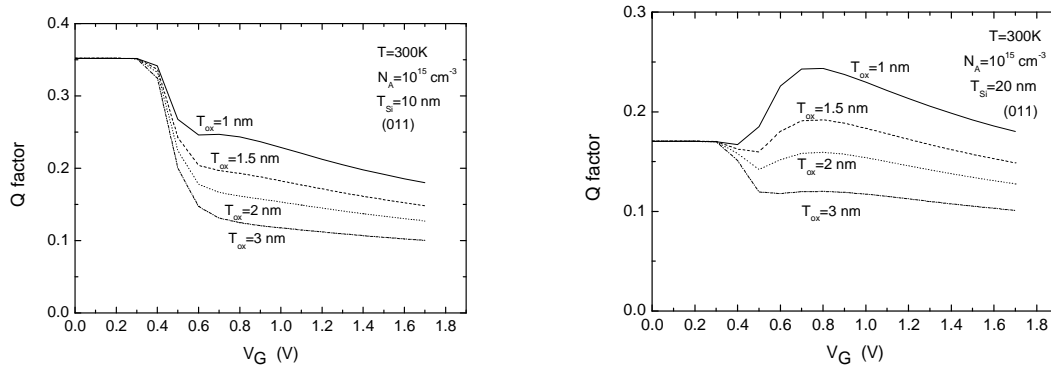 0.4
0.3
0.2
0.1
0.0
Q factor
T=300K
N_A=10^15 cm^-3
T_Si=10 nm
(011)
T_ox=1 nm
T_ox=1.5 nm
T_ox=2 nm
T_ox=3 nm
0.0 0.2 0.4 0.6 0.8 1.0 1.2 1.4 1.6 1.8
V_G (V)
0.3
0.2
0.1
0.0
Q factor
T_ox=1 nm
T=300K
N_A=10^15 cm^-3
T_Si=20 nm
(011)
T_ox=1.5 nm
T_ox=2 nm
T_ox=3 nm
0.0 0.2 0.4 0.6 0.8 1.0 1.2 1.4 1.6 1.8
V_G (V)